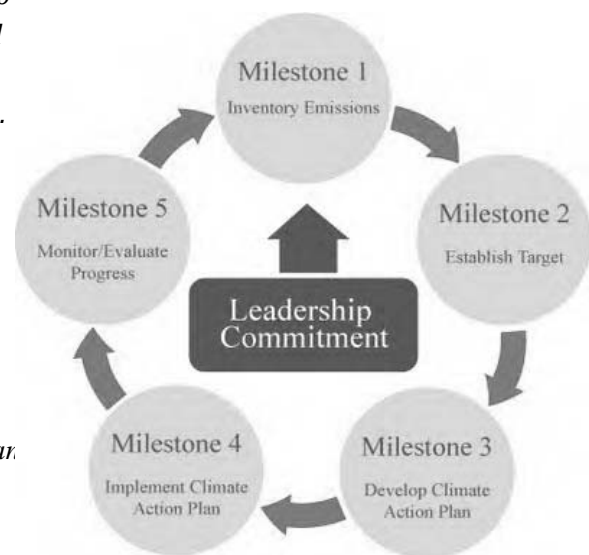 Milestone 1
Inventory Emissions
Milestone 2
Establish Target
Milestone 3
Develop Climate
Action Plan
Milestone 4
Implement Climate
Action Plan
Milestone 5
Monitor/Evaluate
Progress
Leadership
Commitment